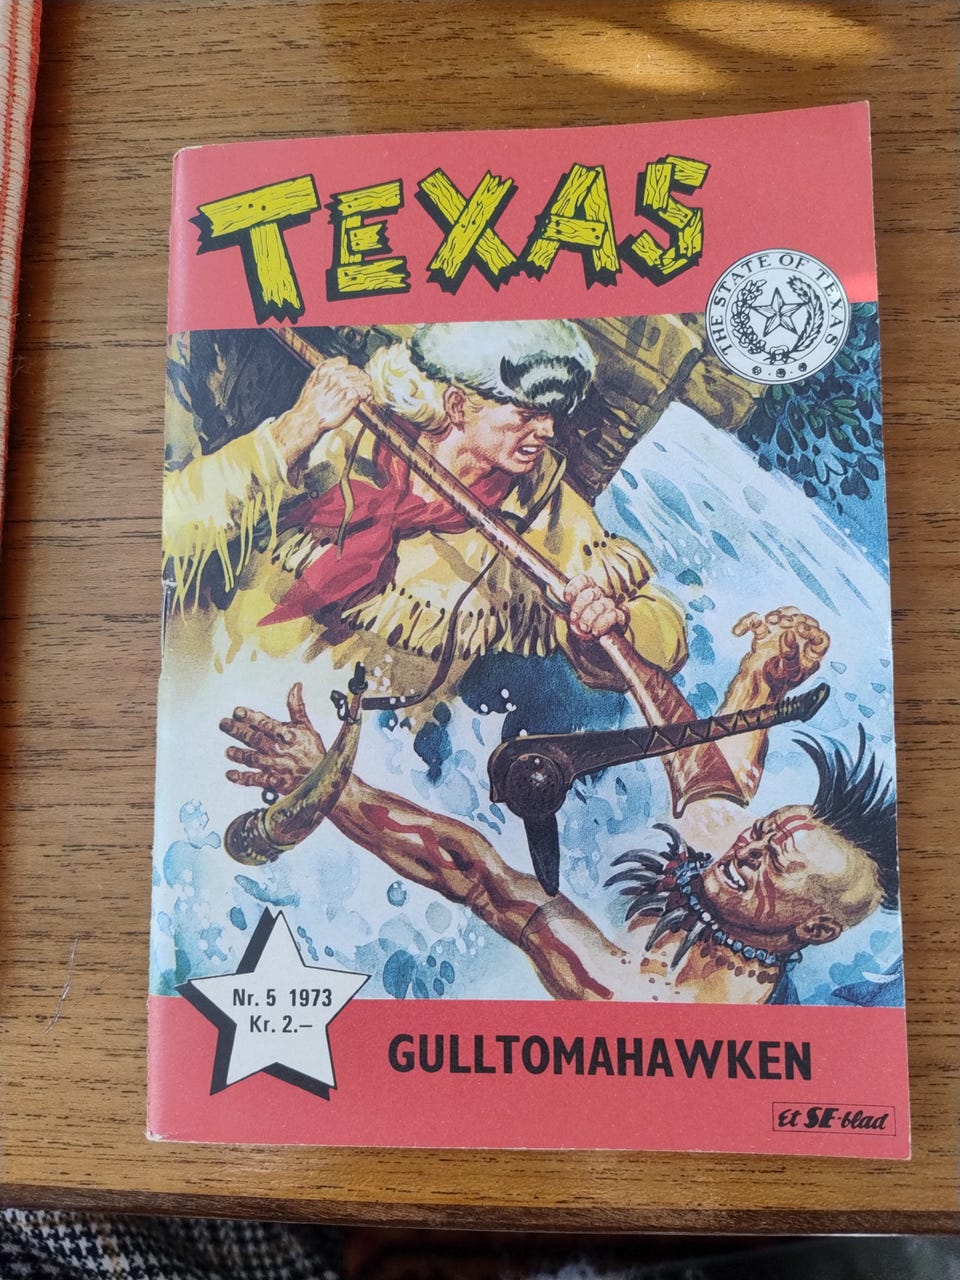 TEXAS
THE STATE OF TEXAS
Nr. 5 1973
Kr. 2.–
GULLTOMAHAWKEN
Et SE-blad